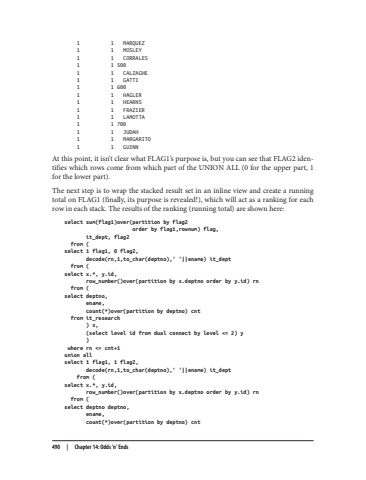 1 1 MARQUEZ
1 1 MOSLEY
1 1 CORRALES
1 1 500
1 1 CALZAGHE
1 1 GATTI
1 1 600
1 1 HAGLER
1 1 HEARNS
1 1 FRAZIER
1 1 LAMOTTA
1 1 700
1 1 JUDAH
1 1 MARGARITO
1 1 GUINN
At this point, it isn't clear what FLAG1's purpose is, but you can see that FLAG2 iden-
tifies which rows come from which part of the UNION ALL (0 for the upper part, 1
for the lower part).
The next step is to wrap the stacked result set in an inline view and create a running
total on FLAG1 (finally, its purpose is revealed!), which will act as a ranking for each
row in each stack. The results of the ranking (running total) are shown here:
select sum(flag1)over(partition by flag2
order by flag1,rownum) flag,
it_dept, flag2
from (
select 1 flag1, 0 flag2,
decode(rn,1,to_char(deptno),' '||ename) it_dept
from (
select x.*, y.id,
row_number()over(partition by x.deptno order by y.id) rn
from (
select deptno,
ename,
count(*)over(partition by deptno) cnt
from it_research
) x,
(select level id from dual connect by level <= 2) y
)
where rn <= cnt+1
union all
select 1 flag1, 1 flag2,
decode(rn,1,to_char(deptno),' '||ename) it_dept
from (
select x.*, y.id,
row_number()over(partition by x.deptno order by y.id) rn
from (
select deptno deptno,
ename,
count(*)over(partition by deptno) cnt
490 | Chapter 14: Odds 'n' Ends